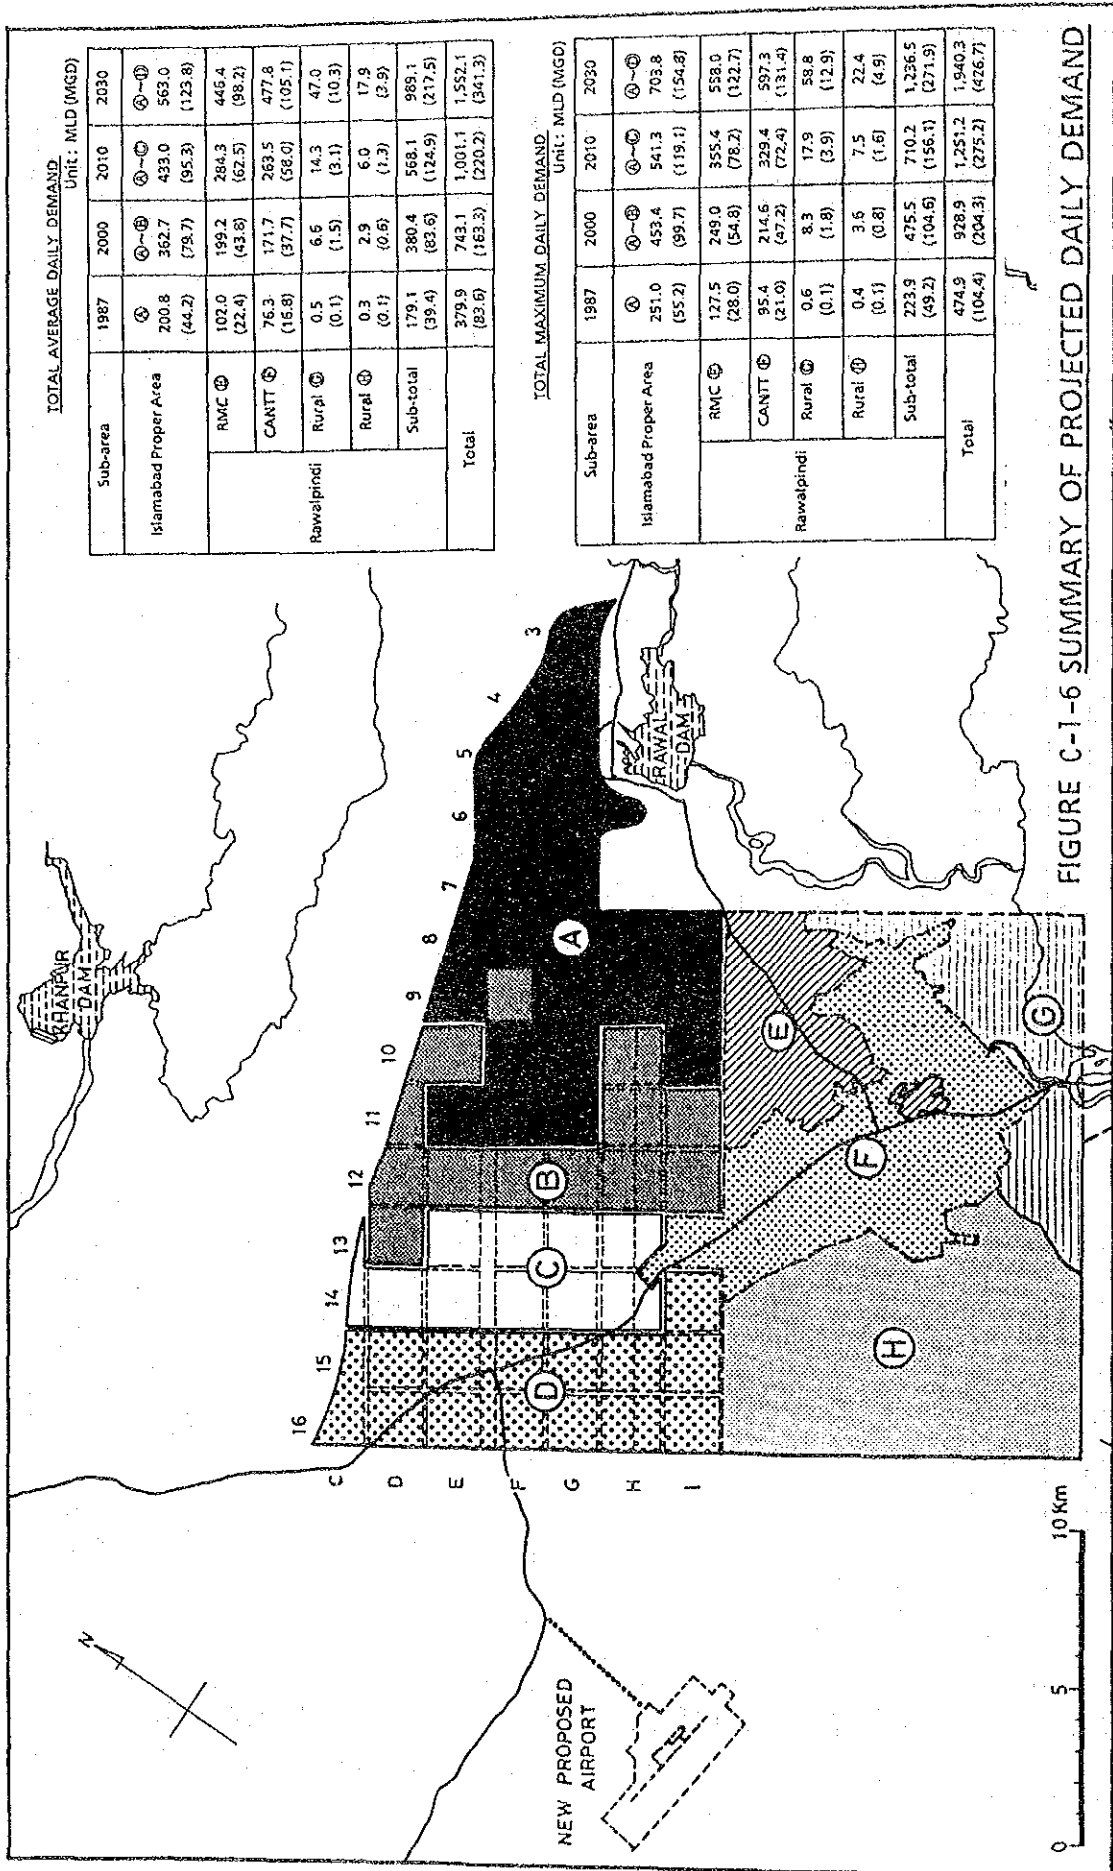 TOTAL AVERAGE DAILY DEMAND
Unit : MLD (MGD)
Sub-area 1987 2000 2010 2030
Islamabad Proper Area Ⓐ Ⓐ~Ⓑ Ⓐ~Ⓒ Ⓐ~Ⓓ
200.8 362.7 433.0 563.0
(44.2) (79.7) (95.3) (123.8)
Rawalpindi
RMC Ⓔ 102.0 199.2 284.3 446.4
(22.4) (43.8) (62.5) (98.2)
CANTT Ⓕ 76.3 171.7 263.5 477.8
(16.8) (37.7) (58.0) (105.1)
Rural Ⓖ 0.5 6.6 14.3 47.0
(0.1) (1.5) (3.1) (10.3)
Rural Ⓗ 0.3 2.9 6.0 17.9
(0.1) (0.6) (1.3) (3.9)
Sub-total 179.1 380.4 568.1 989.1
(39.4) (83.6) (124.9) (217.5)
Total 379.9 743.1 1,001.1 1,552.1
(83.6) (163.3) (220.2) (341.3)
TOTAL MAXIMUM DAILY DEMAND
Unit : MLD (MGD)
Sub-area 1987 2000 2010 2030
Islamabad Proper Area Ⓐ Ⓐ~Ⓑ Ⓐ~Ⓒ Ⓐ~Ⓓ
251.0 453.4 541.3 703.8
(55.2) (99.7) (119.1) (154.8)
Rawalpindi
RMC Ⓔ 127.5 249.0 355.4 558.0
(28.0) (54.8) (78.2) (122.7)
CANTT Ⓕ 95.4 214.6 329.4 597.3
(21.0) (47.2) (72.4) (131.4)
Rural Ⓖ 0.6 8.3 17.9 58.8
(0.1) (1.8) (3.9) (12.9)
Rural Ⓗ 0.4 3.6 7.5 22.4
(0.1) (0.8) (1.6) (4.9)
Sub-total 223.9 475.5 710.2 1,236.5
(49.2) (104.6) (156.1) (271.9)
Total 474.9 928.9 1,251.2 1,940.3
(104.4) (204.3) (275.2) (426.7)
N
KHANPUR
DAM
16 15 14 13 12 11 10 9 8 7 6 5 4 3
C
D
E
F
G
H
I
A
B
C
D
E
F
G
H
RAWAL
DAM
NEW PROPOSED
AIRPORT
0 5 10 Km
FIGURE C-1-6 SUMMARY OF PROJECTED DAILY DEMAND